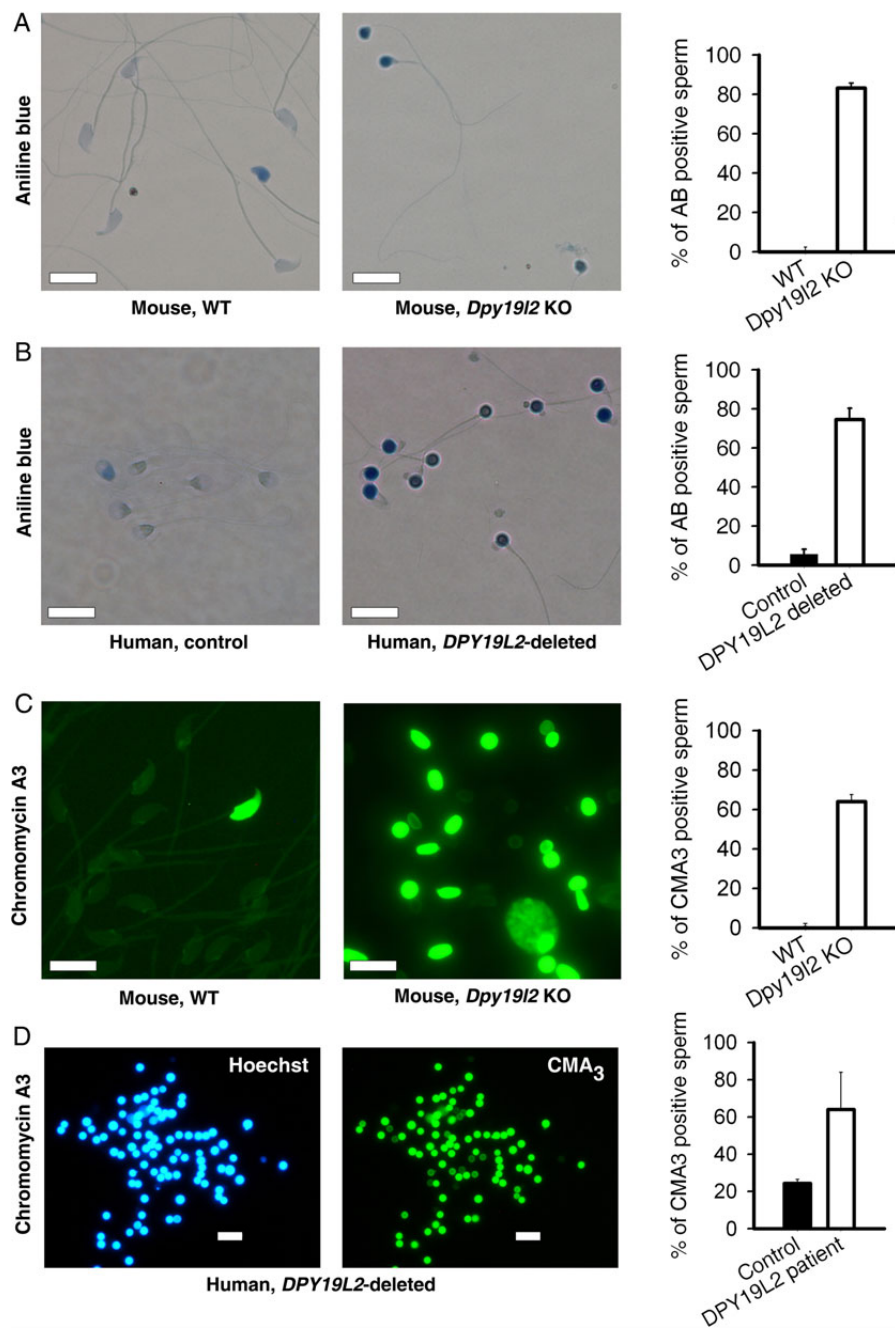 A
Aniline blue
Mouse, WT
Mouse, Dpy19l2 KO
% of AB positive sperm
100
80
60
40
20
0
WT
Dpy19l2 KO
B
Aniline blue
Human, control
Human, DPY19L2-deleted
% of AB positive sperm
100
80
60
40
20
0
Control
DPY19L2 deleted
C
Chromomycin A3
Mouse, WT
Mouse, Dpy19l2 KO
% of CMA3 positive sperm
100
80
60
40
20
0
WT
Dpy19l2 KO
D
Chromomycin A3
Hoechst
CMA3
Human, DPY19L2-deleted
% of CMA3 positive sperm
100
80
60
40
20
0
Control
DPY19L2 patient